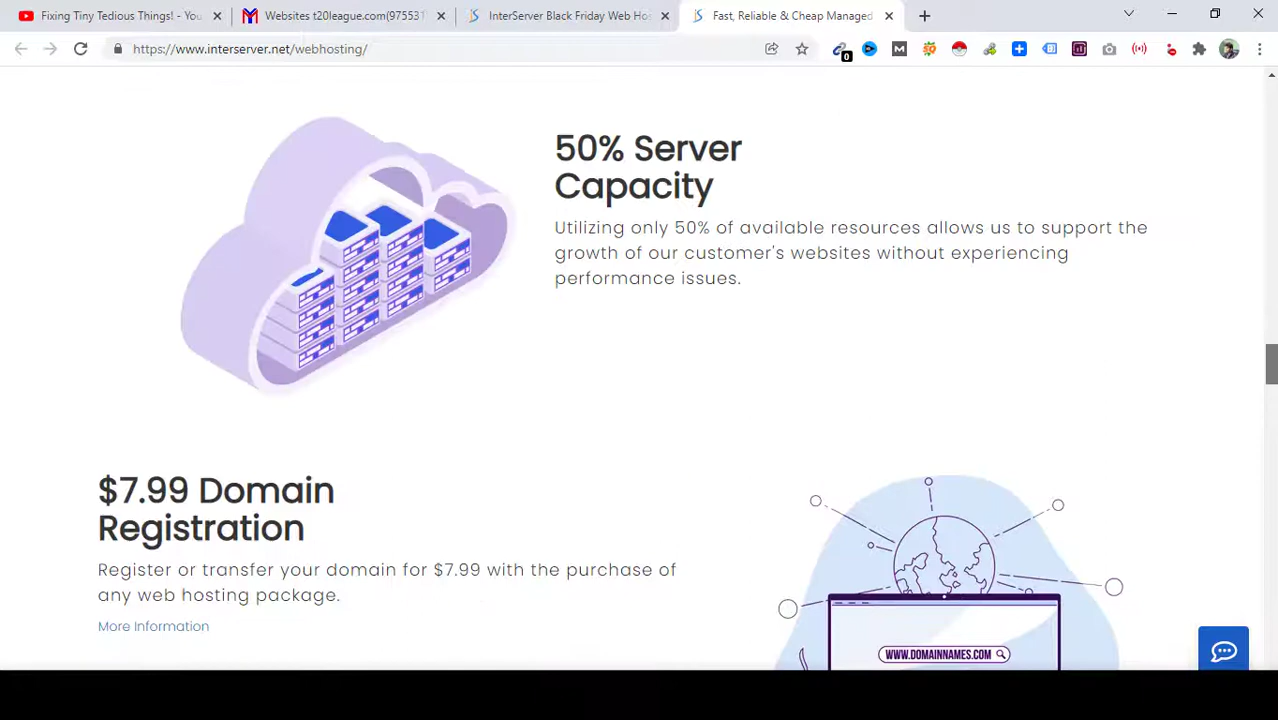 Fixing Tiny Tedious Things! - You
Websites t20league.com(975531
InterServer Black Friday Web Ho
Fast, Reliable & Cheap Managed
https://www.interserver.net/webhosting/
0
50% Server
Capacity
Utilizing only 50% of available resources allows us to support the
growth of our customer's websites without experiencing
performance issues.
$7.99 Domain
Registration
Register or transfer your domain for $7.99 with the purchase of
any web hosting package.
More Information
WWW.DOMAINNAMES.COM